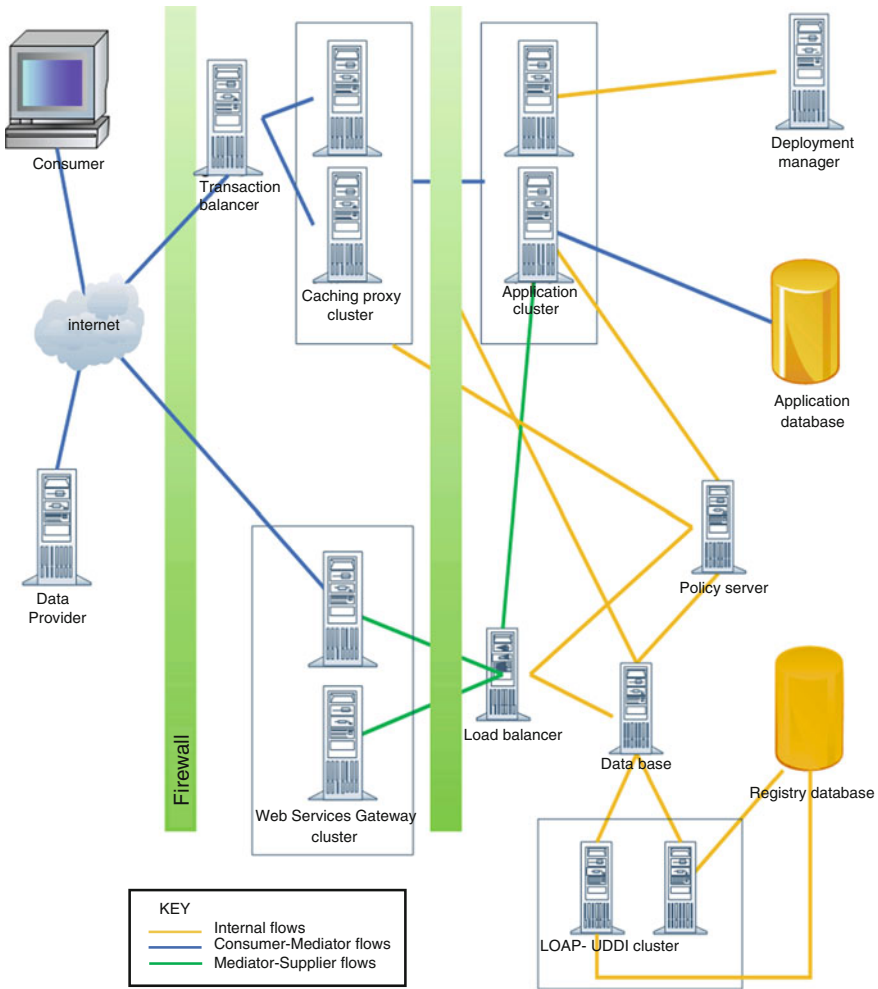 Consumer
Transaction
balancer
Deployment
manager
Caching proxy
cluster
Application
cluster
internet
Application
database
Data
Provider
Policy server
Load balancer
Data base
Registry database
Firewall
Web Services Gateway
cluster
LOAP- UDDI cluster
KEY
Internal flows
Consumer-Mediator flows
Mediator-Supplier flows